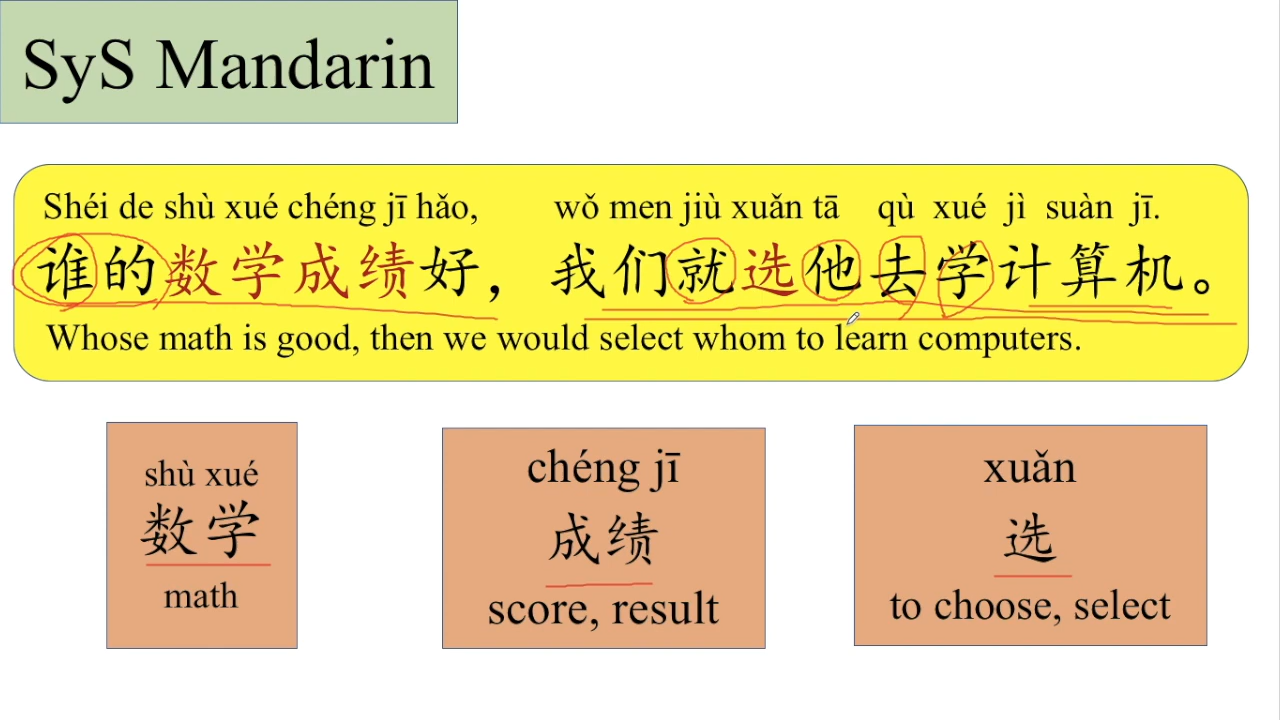 SyS Mandarin
Shéi de shù xué chéng jī hǎo, wǒ men jiù xuǎn tā qù xué jì suàn jī.
谁的数学成绩好，我们就选他去学计算机。
Whose math is good, then we would select whom to learn computers.
shù xué
数学
math
chéng jī
成绩
score, result
xuǎn
选
to choose, select